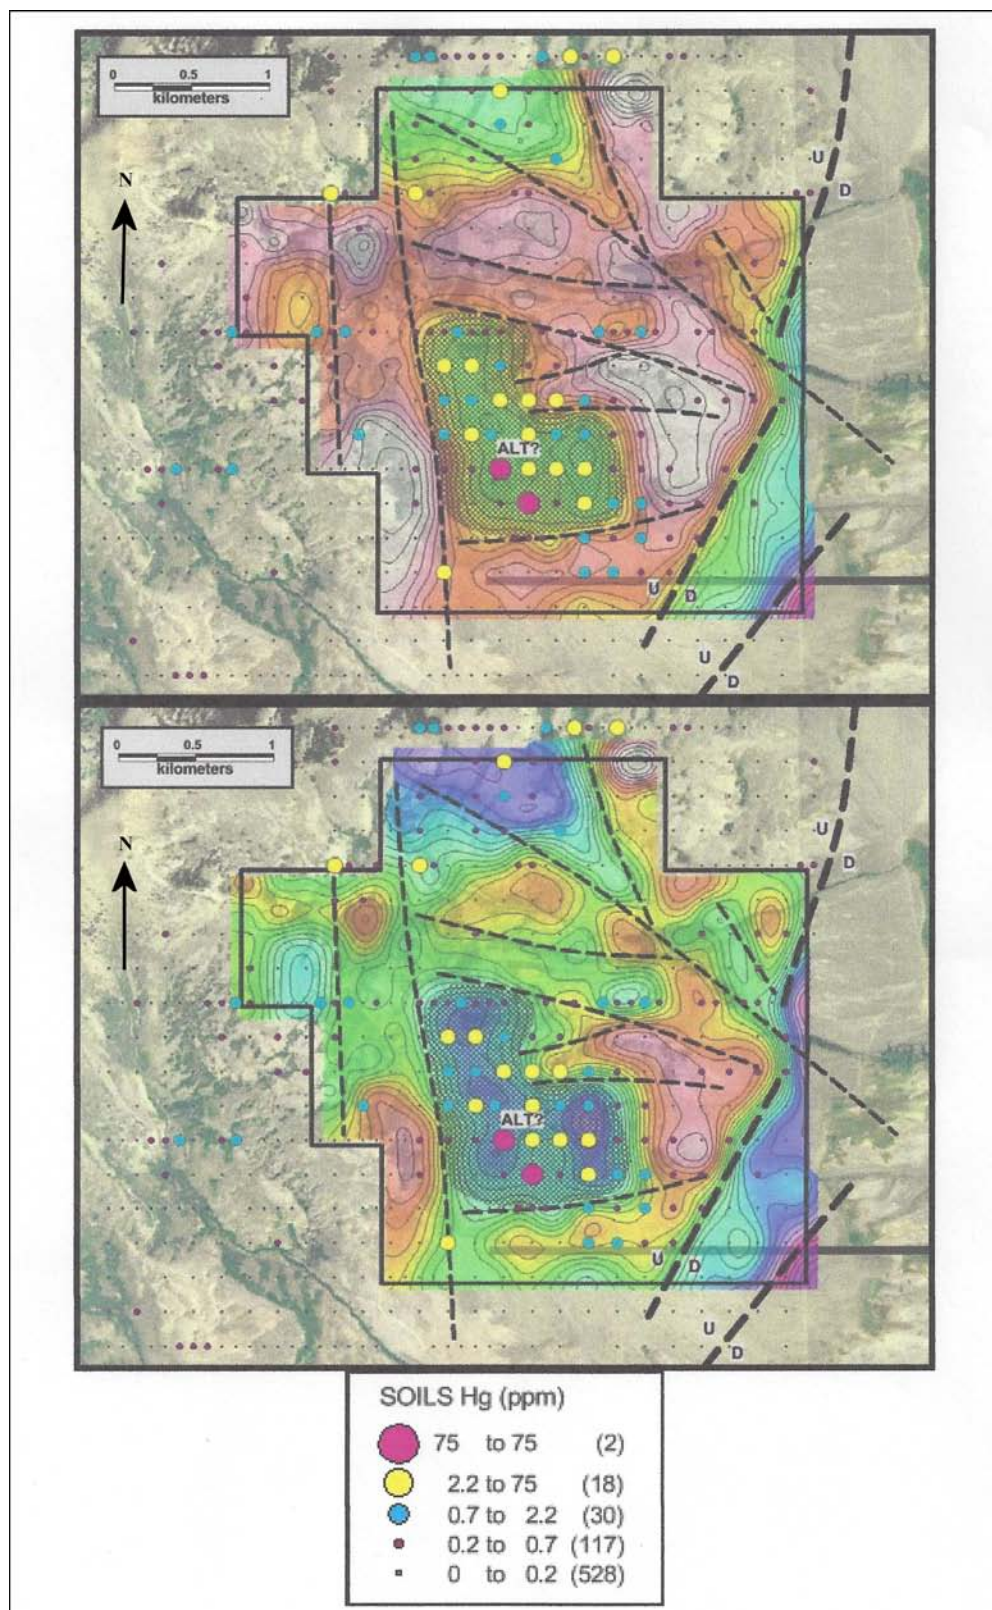 0 0.5 1
kilometers
N
U
D
ALT?
U
D
U
D
0 0.5 1
kilometers
N
U
D
ALT?
U
D
U
D
SOILS Hg (ppm)
75 to 75 (2)
2.2 to 75 (18)
0.7 to 2.2 (30)
0.2 to 0.7 (117)
0 to 0.2 (528)